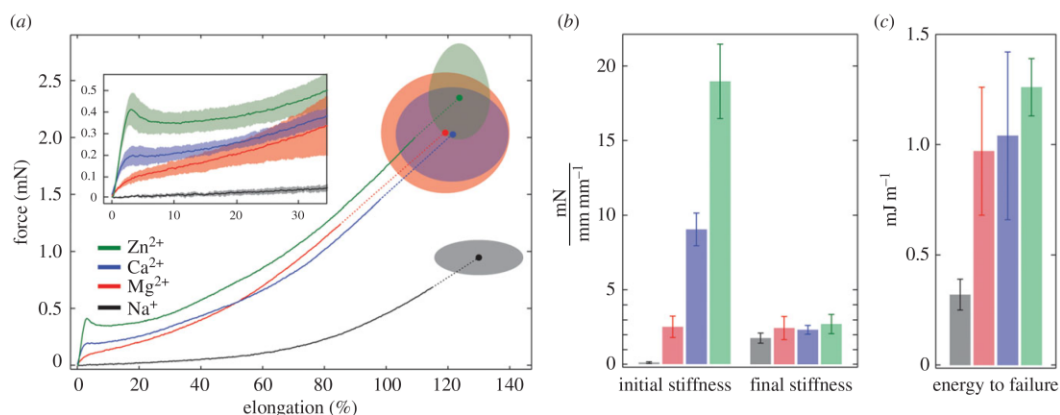 (a)
(b)
(c)
2.5
2.0
1.5
1.0
0.5
0
force (mN)
0.5
0.4
0.3
0.2
0.1
0
0 10 20 30
Zn2+
Ca2+
Mg2+
Na+
0 20 40 60 80 100 120 140
elongation (%)
20
15
10
5
0
mN
mm mm−1
initial stiffness final stiffness
1.5
1.0
0.5
0
mJ m−1
energy to failure